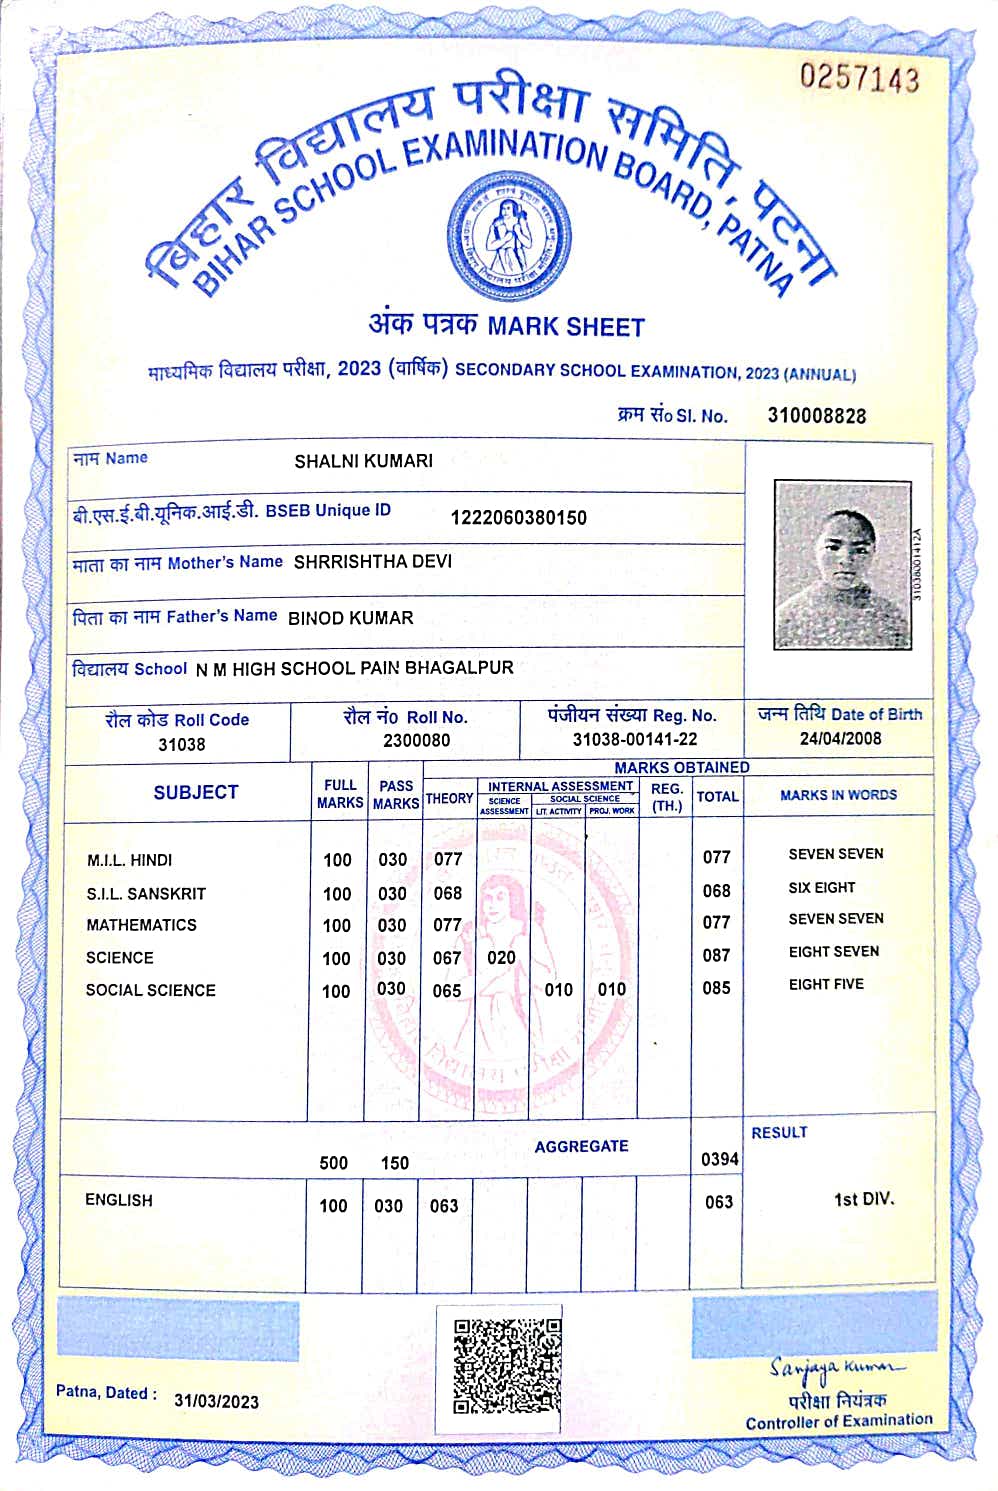 0257143
बिहार विद्यालय परीक्षा समिति, पटना
BIHAR SCHOOL EXAMINATION BOARD, PATNA
अंक पत्रक MARK SHEET
माध्यमिक विद्यालय परीक्षा, 2023 (वार्षिक) SECONDARY SCHOOL EXAMINATION, 2023 (ANNUAL)
क्रम सं० SI. No. 310008828
नाम Name SHALNI KUMARI
बी.एस.ई.बी.यूनिक.आई.डी. BSEB Unique ID 1222060380150
माता का नाम Mother's Name SHRRISHTHA DEVI
पिता का नाम Father's Name BINOD KUMAR
विद्यालय School N M HIGH SCHOOL PAIN BHAGALPUR
31038001412A
रौल कोड Roll Code रौल नं० Roll No. पंजीयन संख्या Reg. No. जन्म तिथि Date of Birth
31038 2300080 31038-00141-22 24/04/2008
MARKS OBTAINED
SUBJECT FULL MARKS PASS MARKS THEORY INTERNAL ASSESSMENT REG. (TH.) TOTAL MARKS IN WORDS
SCIENCE ASSESSMENT SOCIAL SCIENCE
LIT. ACTIVITY PROJ. WORK
M.I.L. HINDI 100 030 077 077 SEVEN SEVEN
S.I.L. SANSKRIT 100 030 068 068 SIX EIGHT
MATHEMATICS 100 030 077 077 SEVEN SEVEN
SCIENCE 100 030 067 020 087 EIGHT SEVEN
SOCIAL SCIENCE 100 030 065 010 010 085 EIGHT FIVE
500 150 AGGREGATE 0394 RESULT
ENGLISH 100 030 063 063 1st DIV.
Patna, Dated : 31/03/2023
Sanjaya Kumar
परीक्षा नियंत्रक
Controller of Examination